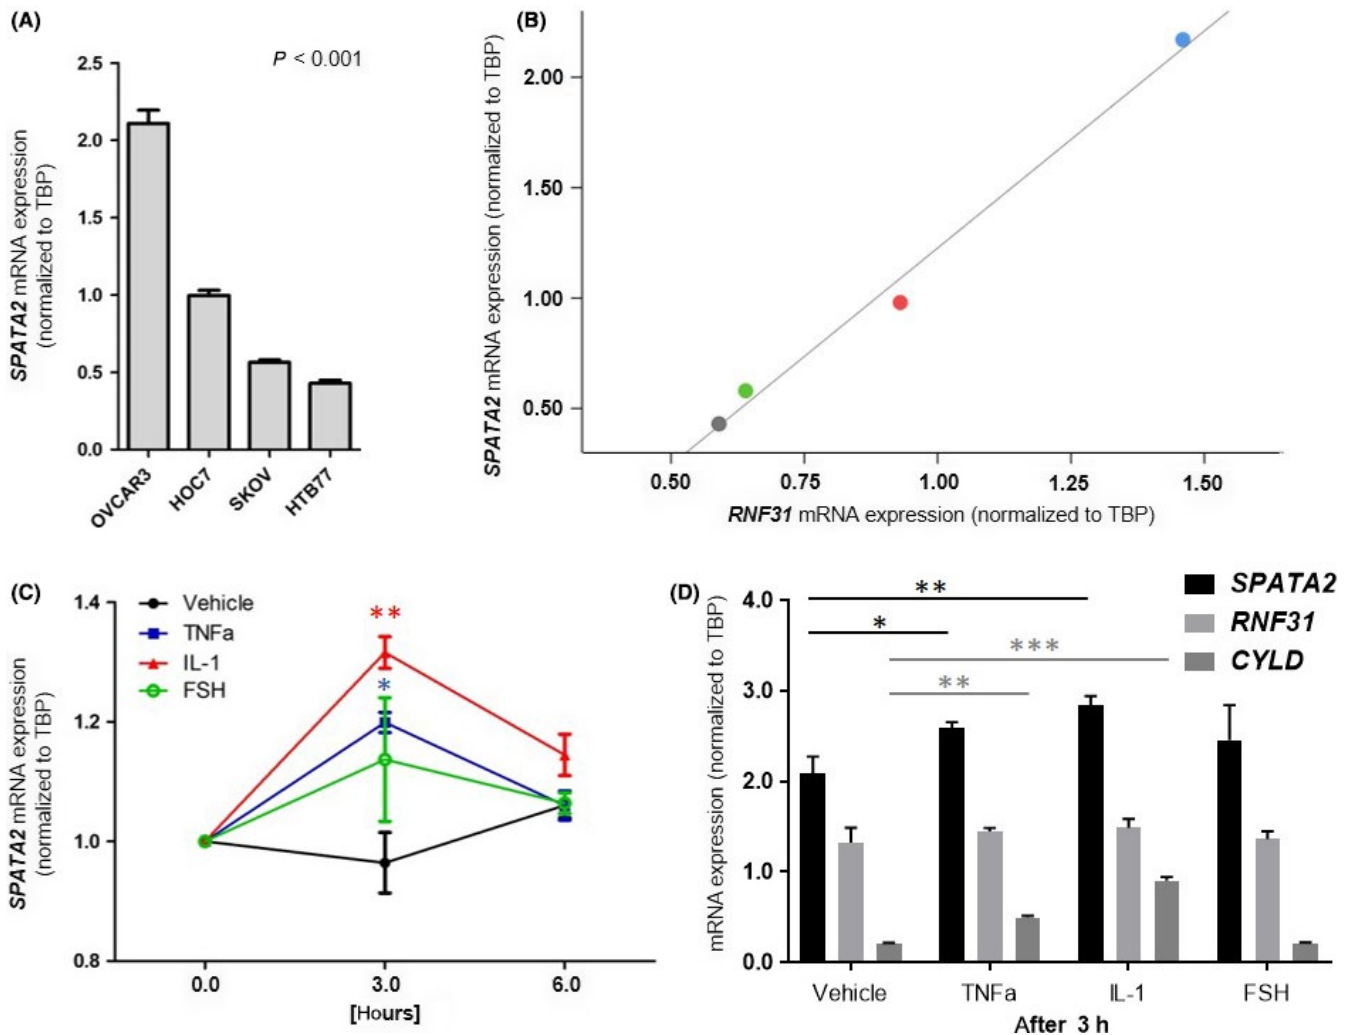 (A)
P < 0.001
SPATA2 mRNA expression
(normalized to TBP)
2.5
2.0
1.5
1.0
0.5
0.0
OVCAR3
HOC7
SKOV
HTB77
(B)
SPATA2 mRNA expression (normalized to TBP)
2.00
1.50
1.00
0.50
0.50
0.75
1.00
1.25
1.50
RNF31 mRNA expression (normalized to TBP)
(C)
SPATA2 mRNA expression
(normalized to TBP)
1.4
1.2
1.0
0.8
Vehicle
TNFa
IL-1
FSH
**
*
0.0
3.0
6.0
[Hours]
(D)
mRNA expression (normalized to TBP)
4.0
3.0
2.0
1.0
0.0
**
*
***
**
SPATA2
RNF31
CYLD
Vehicle
TNFa
IL-1
FSH
After 3 h